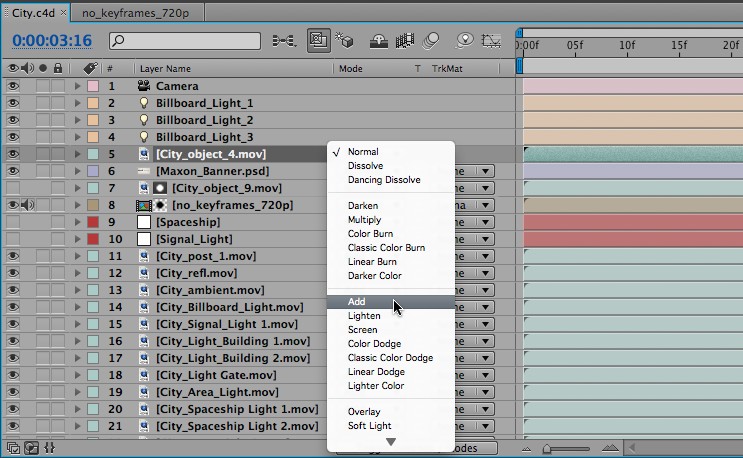 City.c4d × no_keyframes_720p
0:00:03:16
0:00f 05f 10f 15f 20f
# Layer Name Mode T TrkMat
1 Camera
2 Billboard_Light_1
3 Billboard_Light_2
4 Billboard_Light_3
5 [City_object_4.mov]
6 [Maxon_Banner.psd] ne
7 [City_object_9.mov] ne
8 [no_keyframes_720p] na
9 [Spaceship] ne
10 [Signal_Light] ne
11 [City_post_1.mov] ne
12 [City_refl.mov] ne
13 [City_ambient.mov] ne
14 [City_Billboard_Light.mov] ne
15 [City_Signal_Light 1.mov] ne
16 [City_Light_Building 1.mov] ne
17 [City_Light_Building 2.mov] ne
18 [City_Light Gate.mov] ne
19 [City_Area_Light.mov] ne
20 [City_Spaceship Light 1.mov] ne
21 [City_Spaceship Light 2.mov] ne
✓ Normal
Dissolve
Dancing Dissolve
Darken
Multiply
Color Burn
Classic Color Burn
Linear Burn
Darker Color
Add
Lighten
Screen
Color Dodge
Classic Color Dodge
Linear Dodge
Lighter Color
Overlay
Soft Light
odes